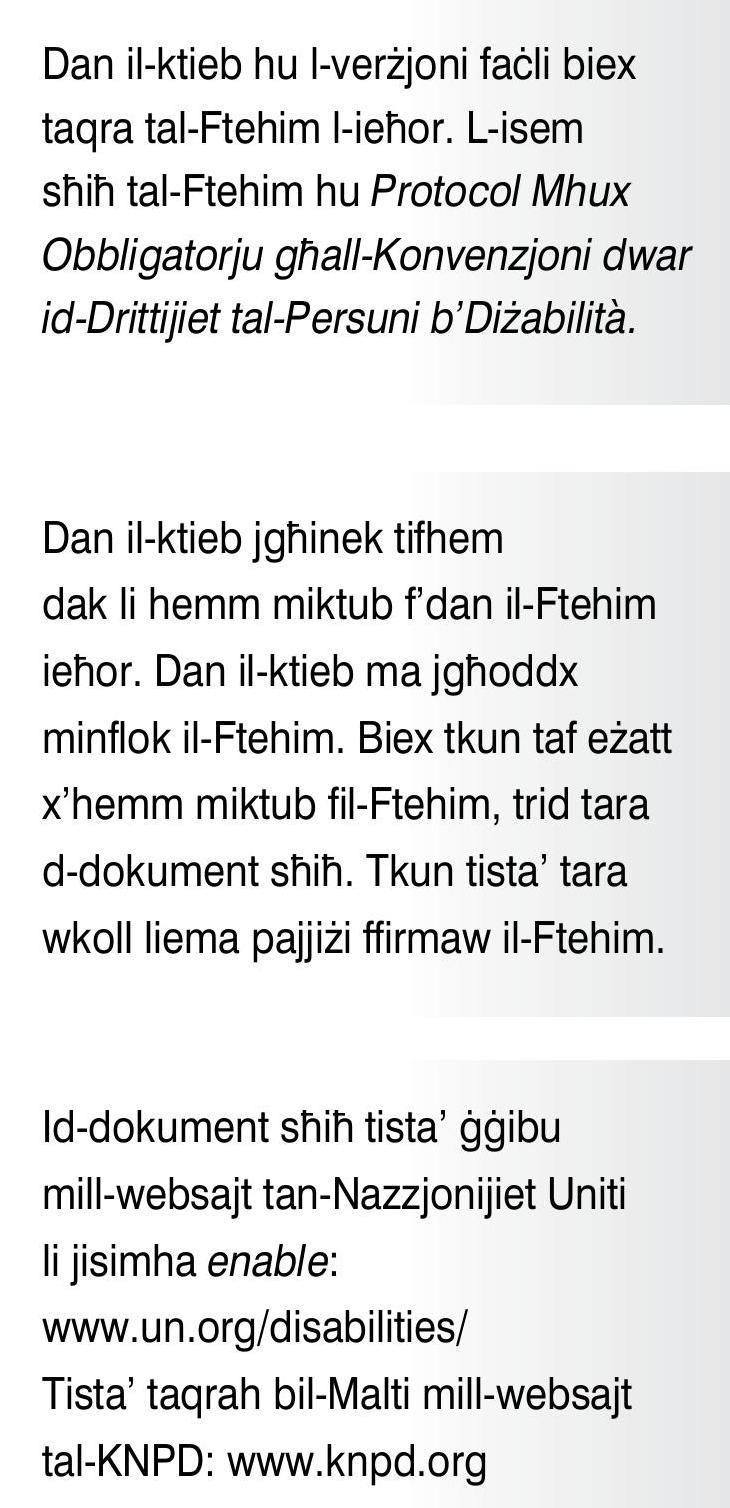 Dan il-ktieb hu l-verżjoni faċli biex
taqra tal-Ftehim l-ieħor. L-isem
sħiħ tal-Ftehim hu Protocol Mhux
Obbligatorju għall-Konvenzjoni dwar
id-Drittijiet tal-Persuni b’Diżabilità.
Dan il-ktieb jgħinek tifhem
dak li hemm miktub f’dan il-Ftehim
ieħor. Dan il-ktieb ma jgħoddx
minflok il-Ftehim. Biex tkun taf eżatt
x’hemm miktub fil-Ftehim, trid tara
d-dokument sħiħ. Tkun tista’ tara
wkoll liema pajjiżi ffirmaw il-Ftehim.
Id-dokument sħiħ tista’ ġġibu
mill-websajt tan-Nazzjonijiet Uniti
li jisimha enable:
www.un.org/disabilities/
Tista’ taqrah bil-Malti mill-websajt
tal-KNPD: www.knpd.org